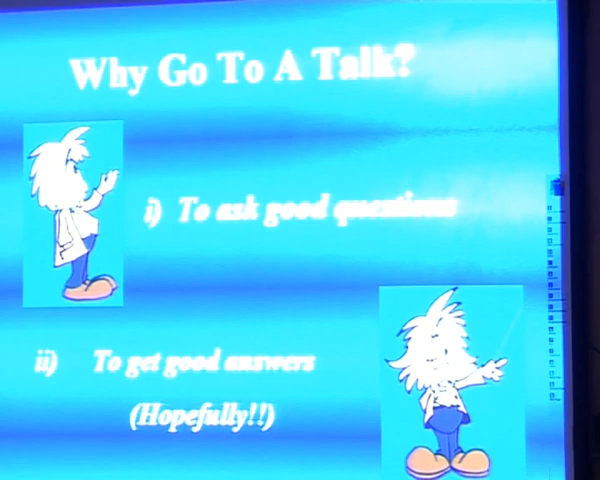 Why Go To A Talk?
i) To ask good questions
ii) To get good answers
(Hopefully!!)